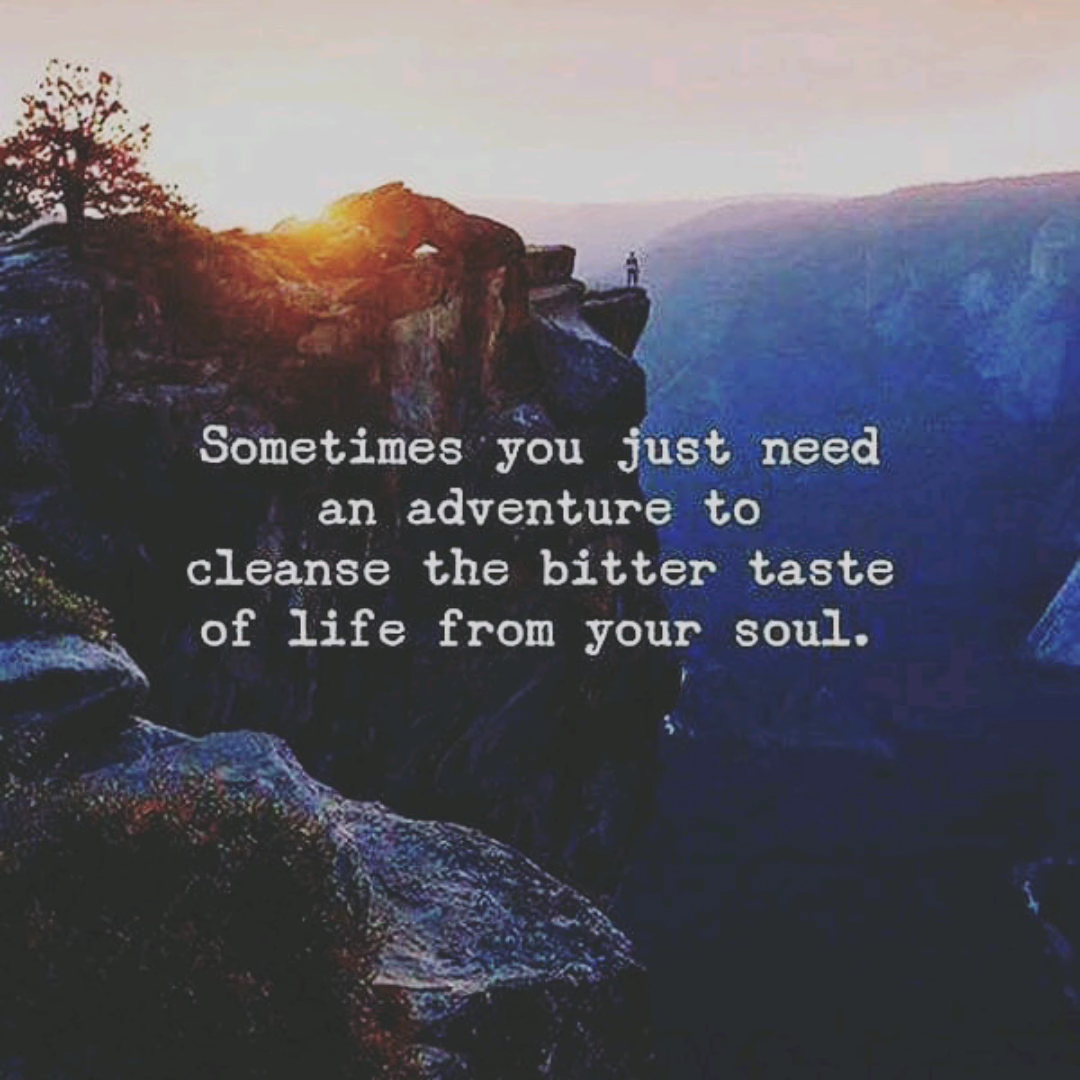 Sometimes you just need
an adventure to
cleanse the bitter taste
of life from your soul.